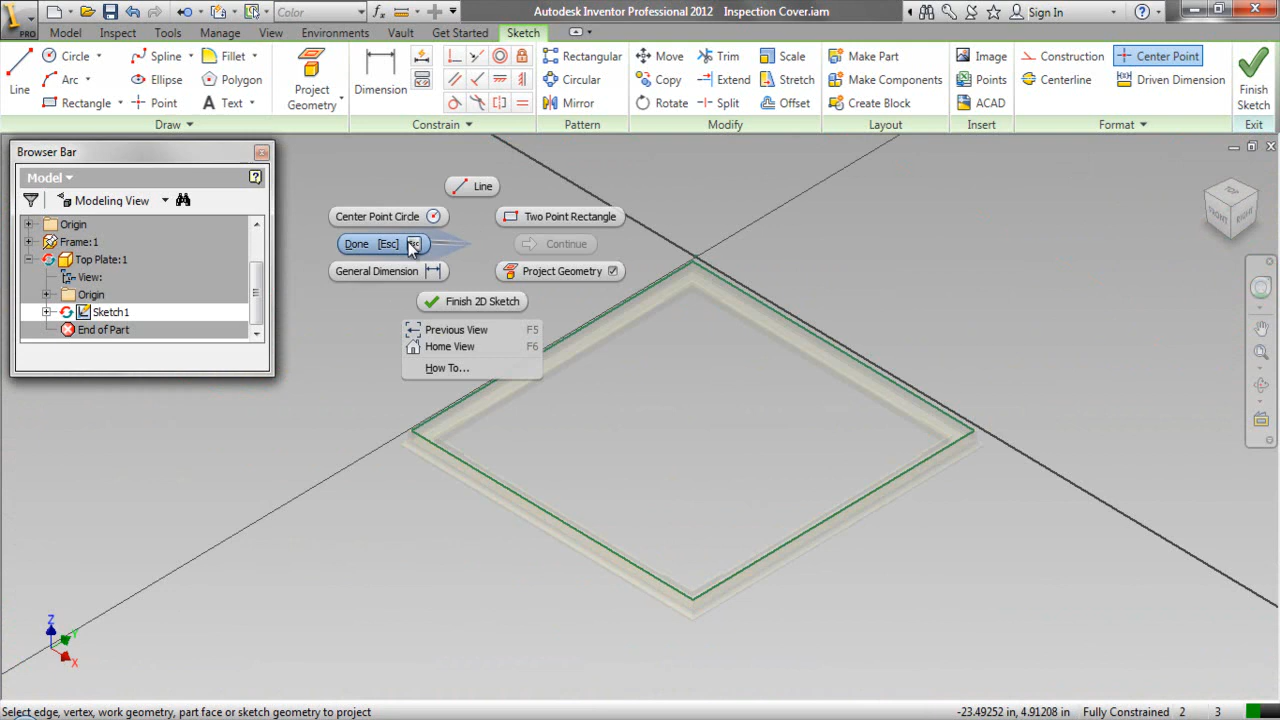 Color
Autodesk Inventor Professional 2012 Inspection Cover.iam
Sign In
PRO
Model Inspect Tools Manage View Environments Vault Get Started Sketch
Line
Circle
Arc
Rectangle
Spline
Ellipse
Point
Fillet
Polygon
Text
Project
Geometry
Dimension
Rectangular
Circular
Mirror
Move
Copy
Rotate
Trim
Extend
Split
Scale
Stretch
Offset
Make Part
Make Components
Create Block
Image
Points
ACAD
Construction
Centerline
Center Point
Driven Dimension
Finish
Sketch
Draw
Constrain
Pattern
Modify
Layout
Insert
Format
Exit
Browser Bar
Model
Modeling View
Origin
Frame:1
Top Plate:1
View:
Origin
Sketch1
End of Part
Line
Center Point Circle
Two Point Rectangle
Done [Esc]
Esc
Continue
General Dimension
Project Geometry
Finish 2D Sketch
Previous View F5
Home View F6
How To...
FRONT
RIGHT
Z
Y
X
Select edge, vertex, work geometry, part face or sketch geometry to project
-23.49252 in, 4.91208 in Fully Constrained 2 3